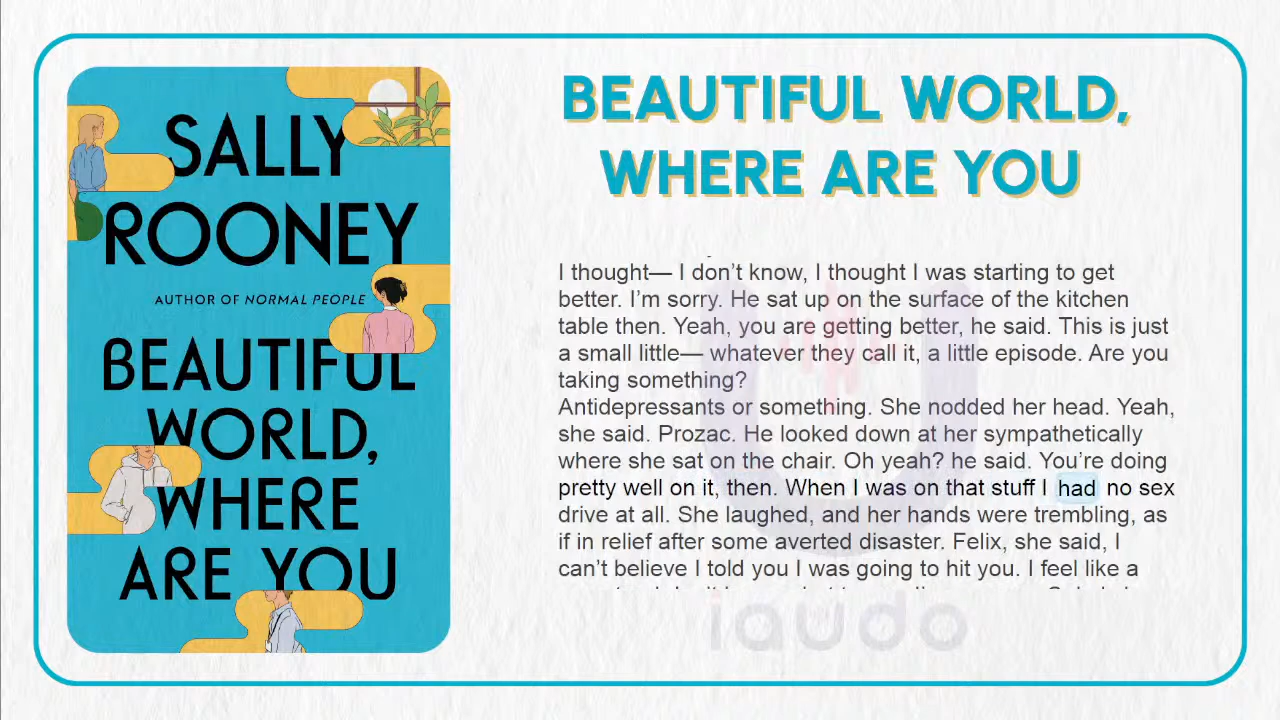 SALLY
ROONEY
AUTHOR OF NORMAL PEOPLE
BEAUTIFUL
WORLD,
WHERE
ARE YOU
BEAUTIFUL WORLD,
WHERE ARE YOU
I thought— I don’t know, I thought I was starting to get
better. I’m sorry. He sat up on the surface of the kitchen
table then. Yeah, you are getting better, he said. This is just
a small little— whatever they call it, a little episode. Are you
taking something?
Antidepressants or something. She nodded her head. Yeah,
she said. Prozac. He looked down at her sympathetically
where she sat on the chair. Oh yeah? he said. You’re doing
pretty well on it, then. When I was on that stuff I had no sex
drive at all. She laughed, and her hands were trembling, as
if in relief after some averted disaster. Felix, she said, I
can’t believe I told you I was going to hit you. I feel like a
iaudo